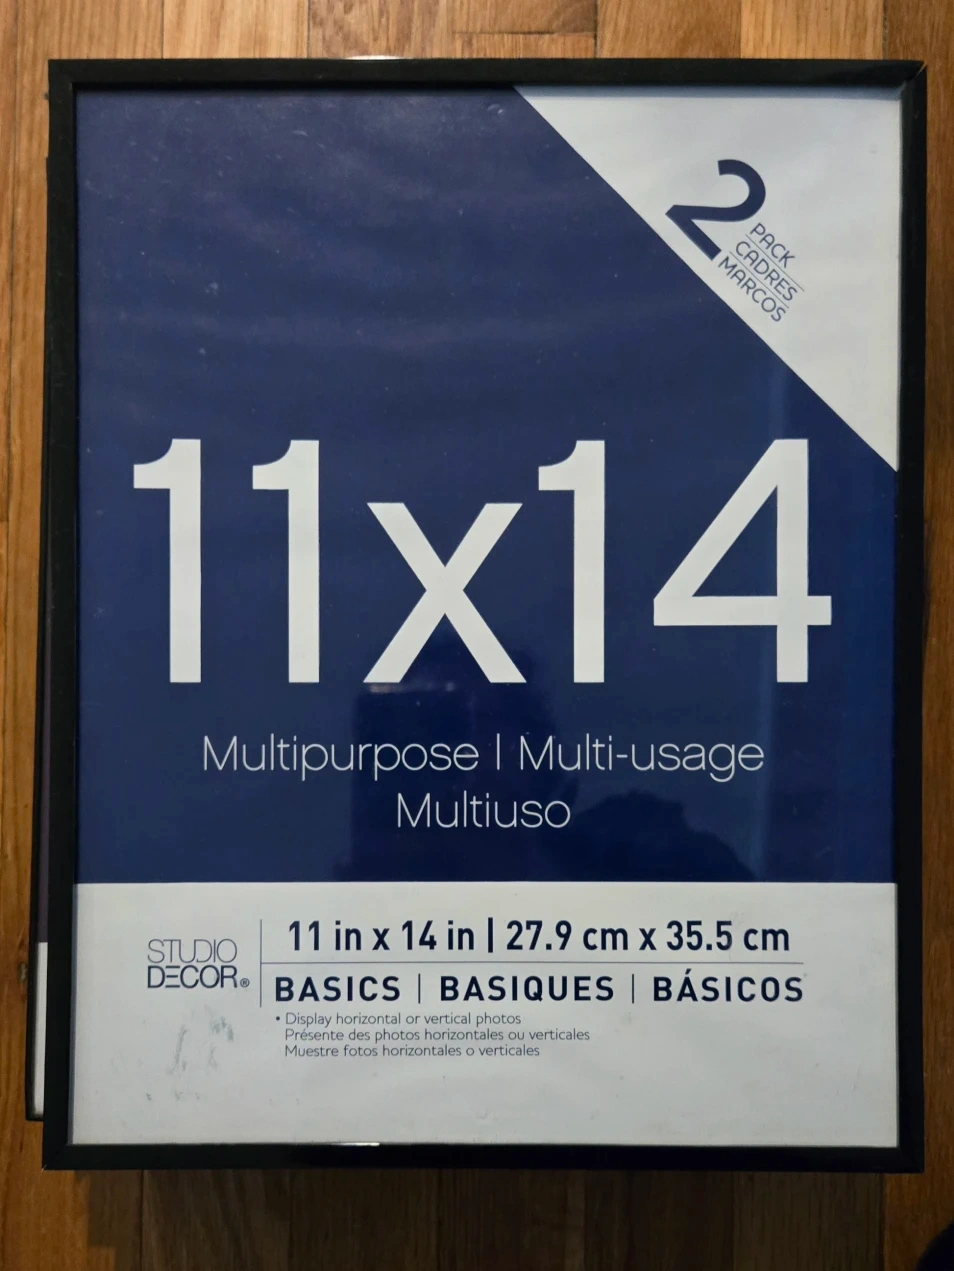 2
PACK
CADRES
MARCOS
11x14
Multipurpose | Multi-usage
Multiuso
STUDIO
DECOR®
11 in x 14 in | 27.9 cm x 35.5 cm
BASICS | BASIQUES | BÁSICOS
• Display horizontal or vertical photos
Présente des photos horizontales ou verticales
Muestre fotos horizontales o verticales